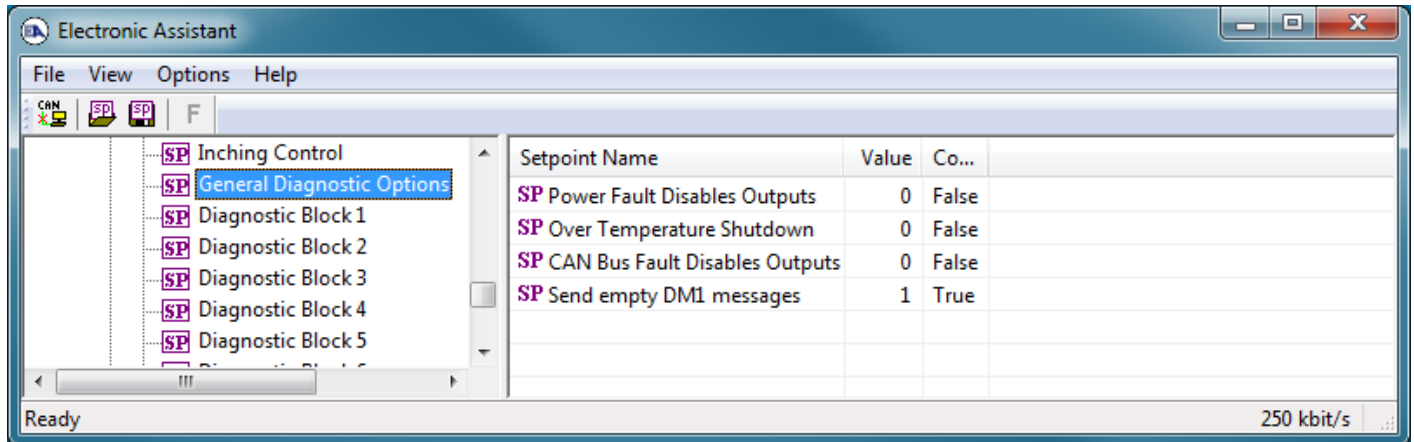 EA Electronic Assistant
File View Options Help
CAN SP SP F
SP Inching Control
SP General Diagnostic Options
SP Diagnostic Block 1
SP Diagnostic Block 2
SP Diagnostic Block 3
SP Diagnostic Block 4
SP Diagnostic Block 5
Setpoint Name Value Co...
SP Power Fault Disables Outputs 0 False
SP Over Temperature Shutdown 0 False
SP CAN Bus Fault Disables Outputs 0 False
SP Send empty DM1 messages 1 True
Ready 250 kbit/s